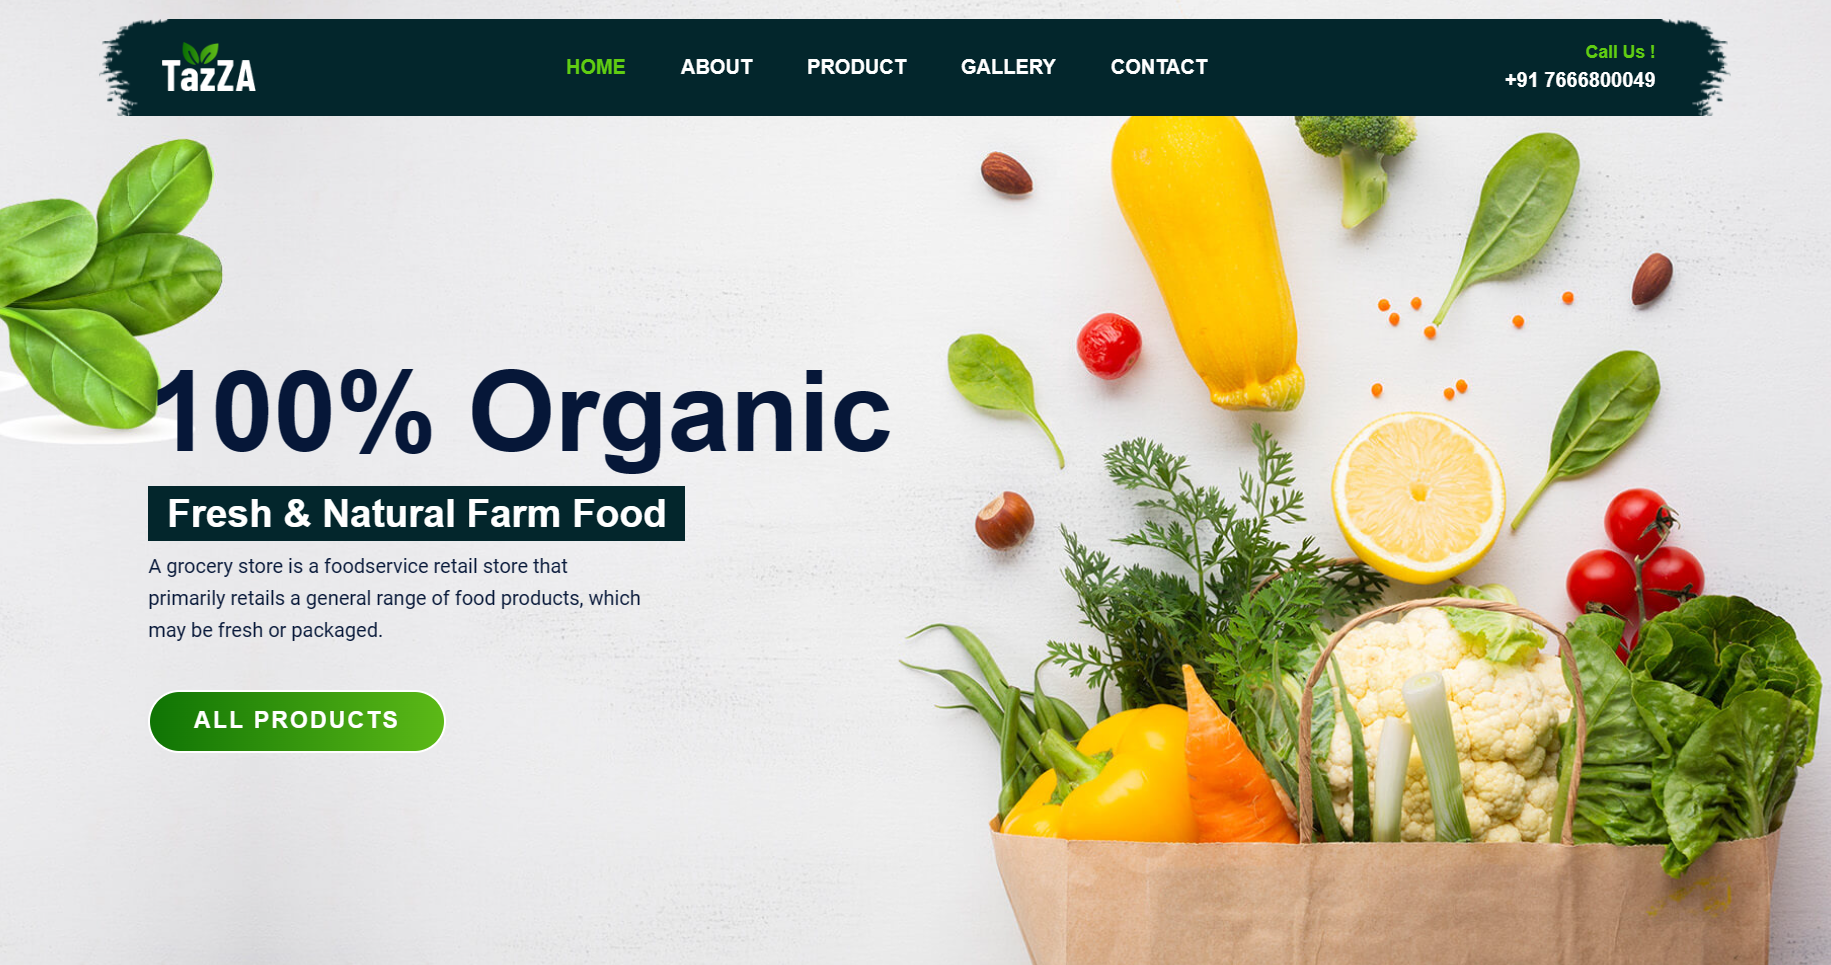 TazZA
HOME
ABOUT
PRODUCT
GALLERY
CONTACT
Call Us !
+91 7666800049
100% Organic
Fresh & Natural Farm Food
A grocery store is a foodservice retail store that
primarily retails a general range of food products, which
may be fresh or packaged.
ALL PRODUCTS